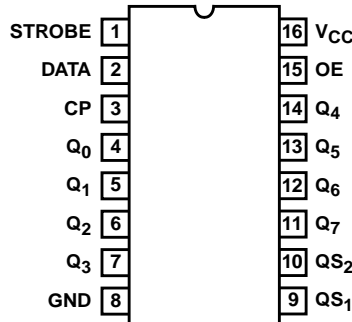 STROBE 1 16 VCC
DATA 2 15 OE
CP 3 14 Q4
Q0 4 13 Q5
Q1 5 12 Q6
Q2 6 11 Q7
Q3 7 10 QS2
GND 8 9 QS1